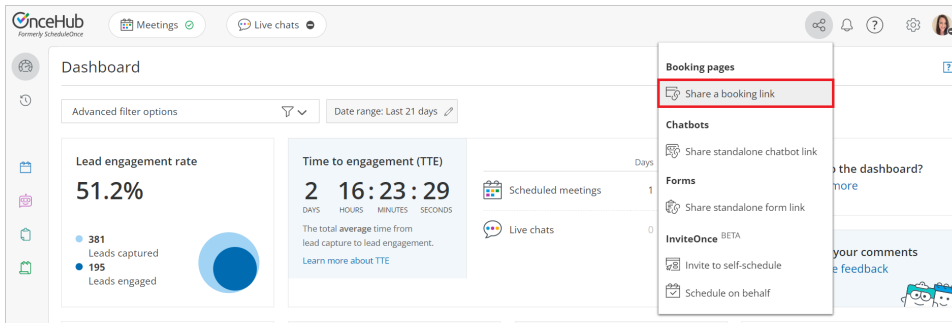 OnceHub
Formerly ScheduleOnce
Meetings
Live chats
?
Dashboard
?
Advanced filter options
Date range: Last 21 days
Lead engagement rate
51.2%
381
Leads captured
195
Leads engaged
Time to engagement (TTE)
2 16 : 23 : 29
DAYS HOURS MINUTES SECONDS
The total average time from
lead capture to lead engagement.
Learn more about TTE
Days
Scheduled meetings 1
Live chats 0
Booking pages
Share a booking link
Chatbots
Share standalone chatbot link
Forms
Share standalone form link
InviteOnce BETA
Invite to self-schedule
Schedule on behalf
the dashboard?
more
your comments
feedback